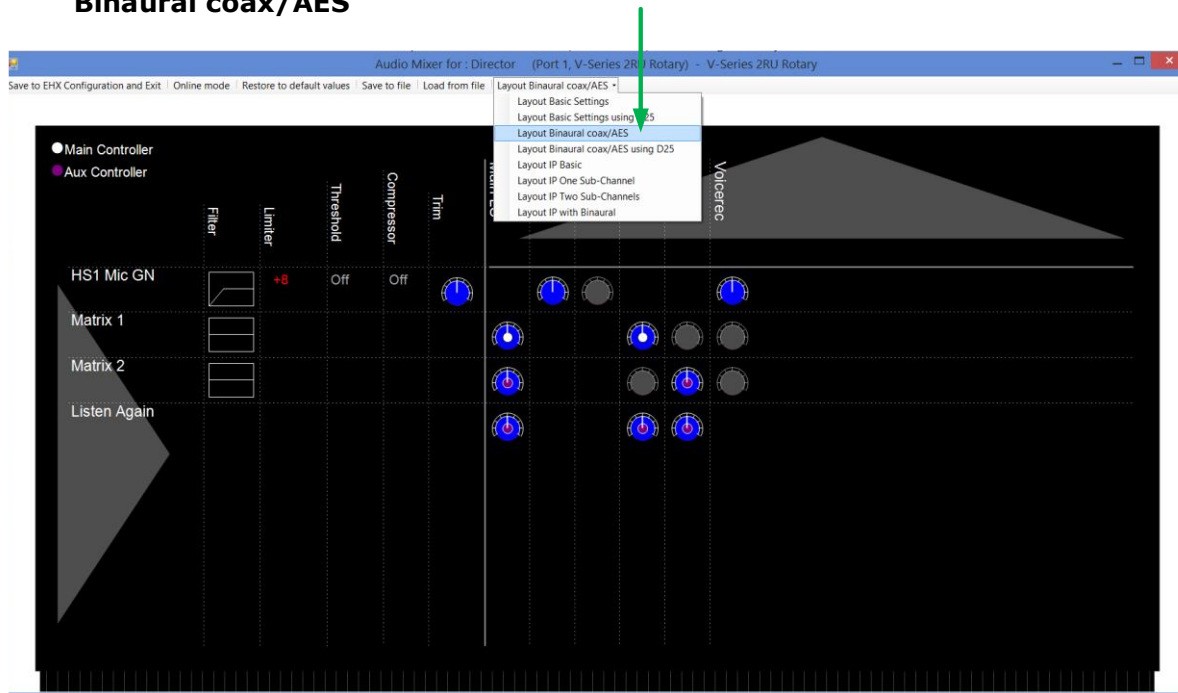 Binaural coax/AES
Audio Mixer for : Director (Port 1, V-Series 2RU Rotary) - V-Series 2RU Rotary
Save to EHX Configuration and Exit Online mode Restore to default values Save to file Load from file Layout Binaural coax/AES
Layout Basic Settings
Layout Basic Settings using
Layout Binaural coax/AES
Layout Binaural coax/AES using D25
Layout IP Basic
Layout IP One Sub-Channel
Layout IP Two Sub-Channels
Layout IP with Binaural
Main Controller
Aux Controller
Filter
Limiter
Threshold
Compressor
Trim
Voicerec
HS1 Mic GN +8 Off Off
Matrix 1
Matrix 2
Listen Again